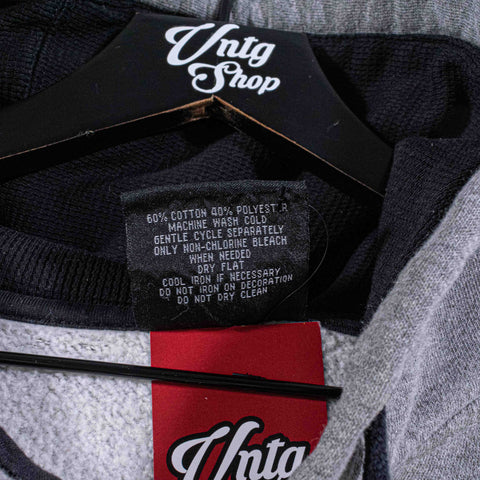 Vntg
Shop
60% COTTON 40% POLYESTER
MACHINE WASH COLD
GENTLE CYCLE SEPARATELY
ONLY NON-CHLORINE BLEACH
WHEN NEEDED
DRY FLAT
COOL IRON IF NECESSARY
DO NOT IRON ON DECORATION
DO NOT DRY CLEAN
Vntg